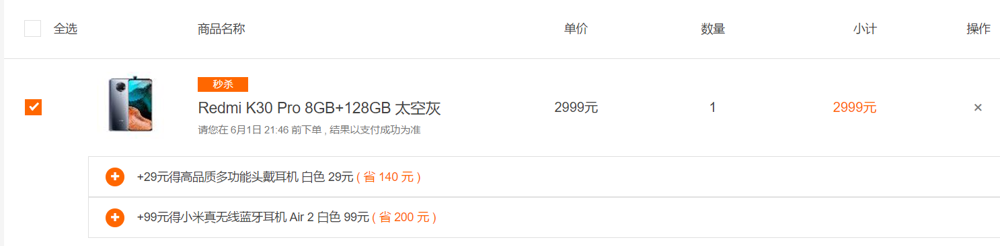 全选 商品名称 单价 数量 小计 操作
秒杀
Redmi K30 Pro 8GB+128GB 太空灰 2999元 1 2999元 ×
请您在 6月1日 21:46 前下单 , 结果以支付成功为准
+29元得高品质多功能头戴耳机 白色 29元 ( 省 140 元 )
+99元得小米真无线蓝牙耳机 Air 2 白色 99元 ( 省 200 元 )